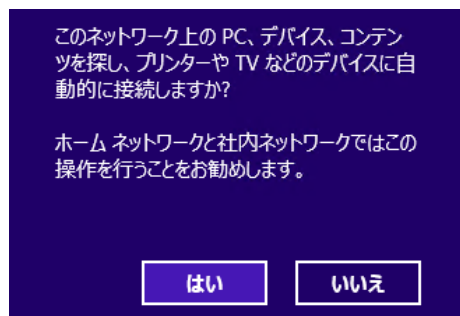 このネットワーク上の PC、デバイス、コンテン
ツを探し、プリンターや TV などのデバイスに自
動的に接続しますか?
ホーム ネットワークと社内ネットワークではこの
操作を行うことをお勧めします。
はい
いいえ